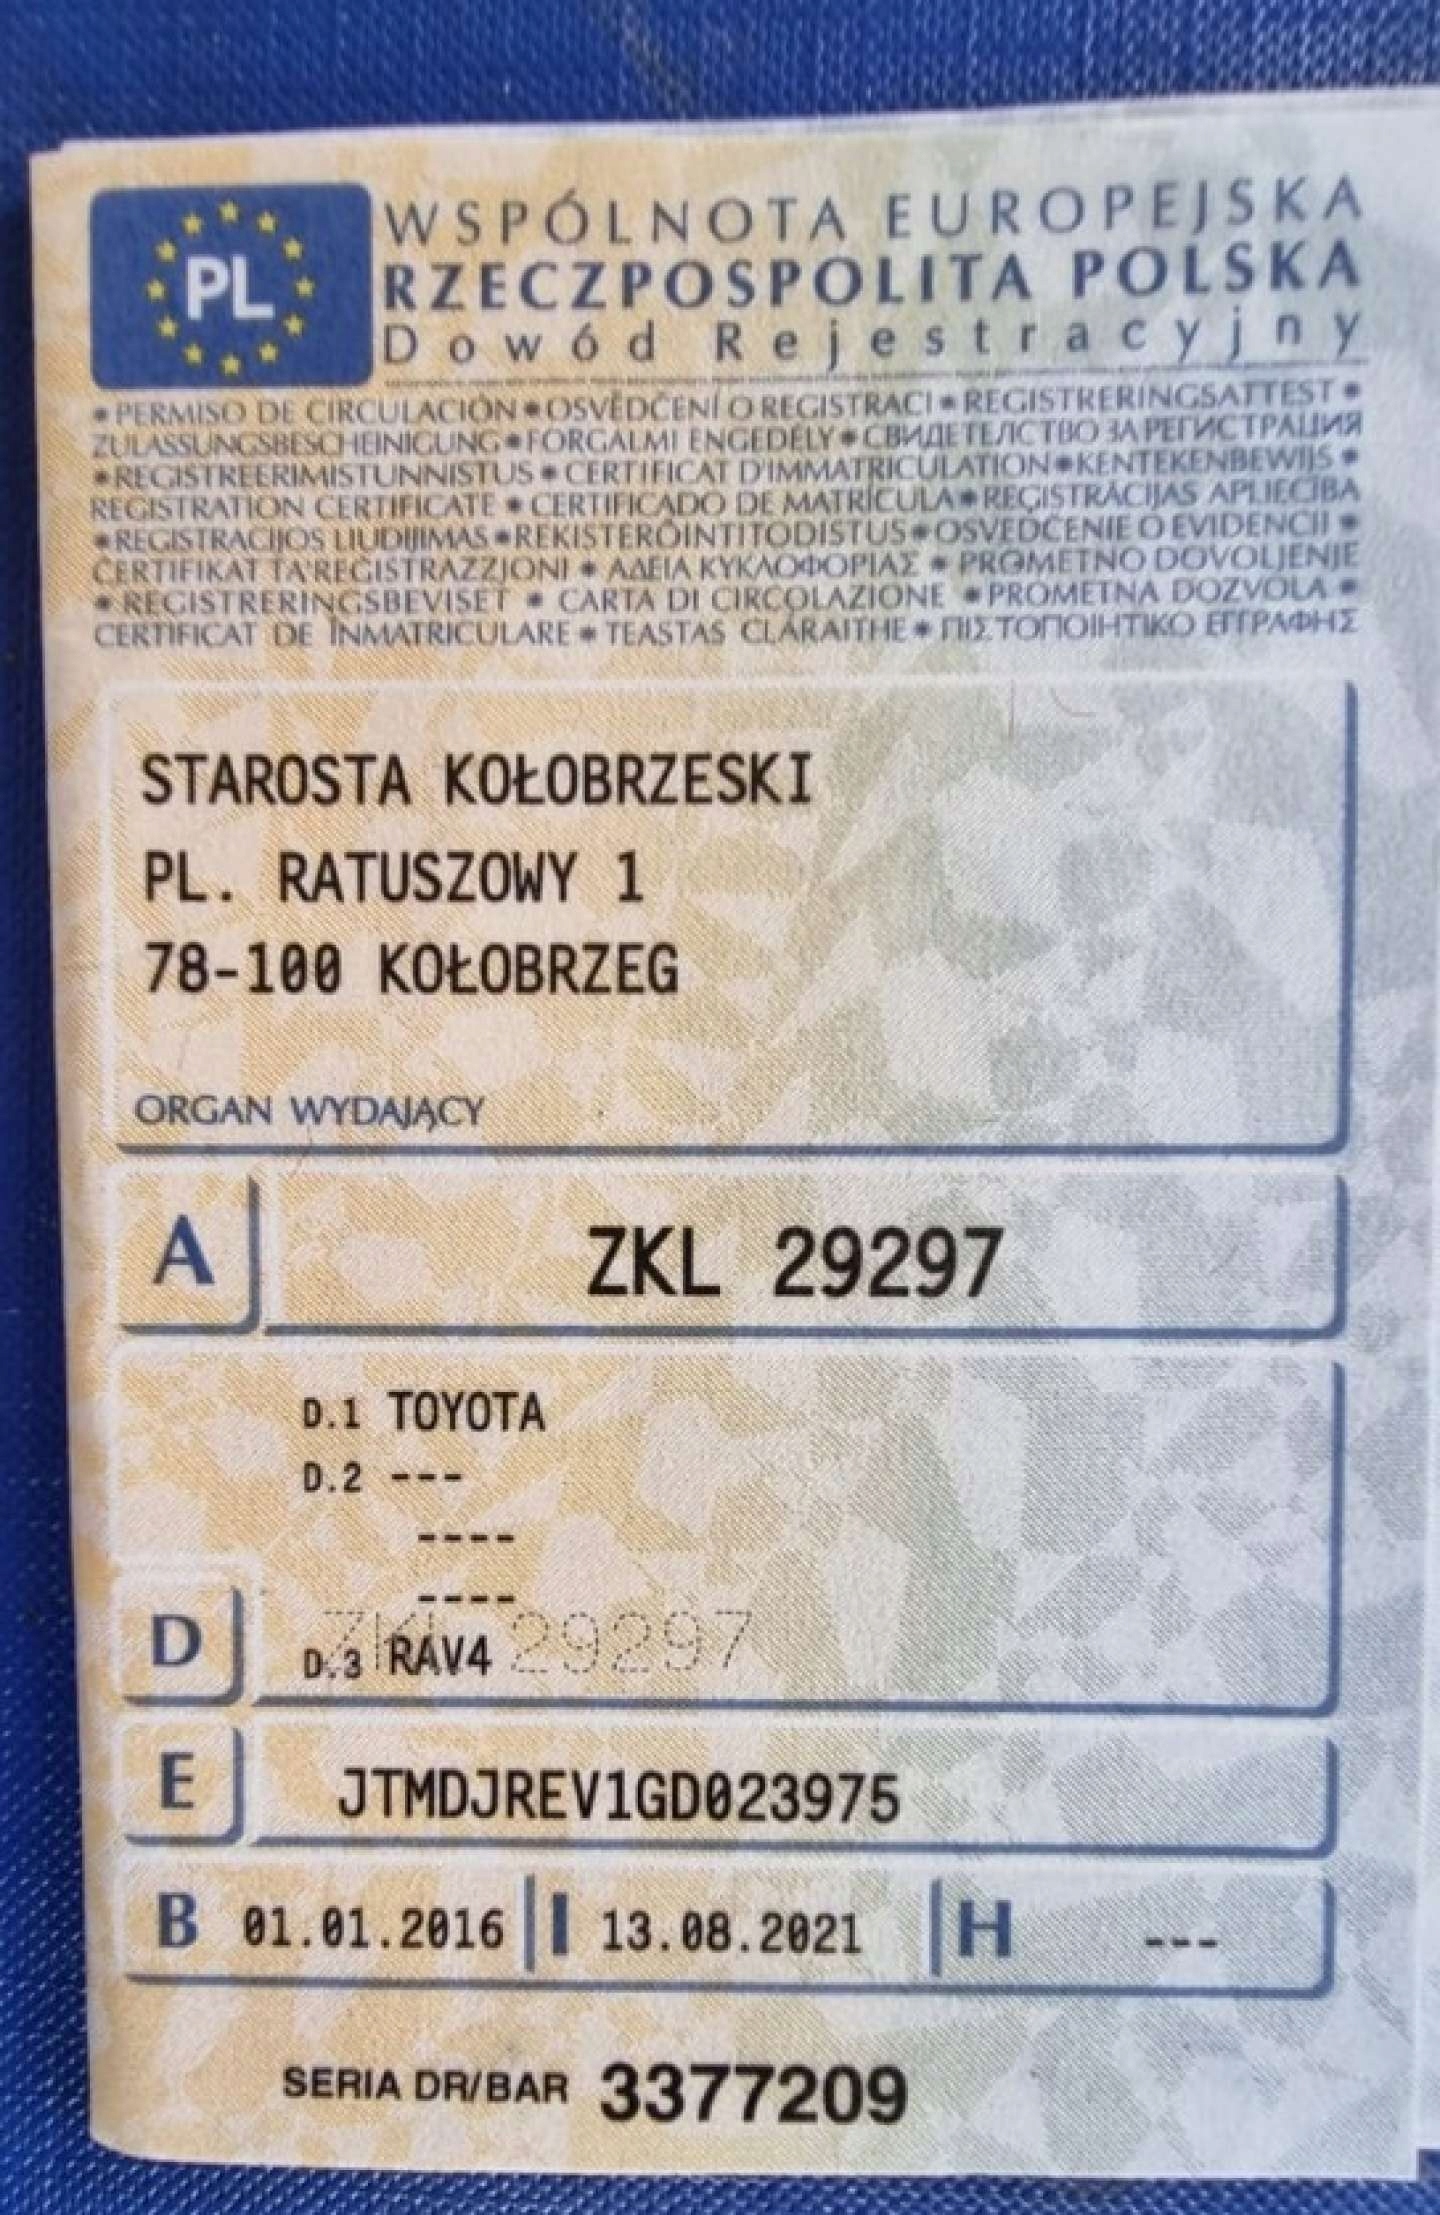 PL
WSPÓLNOTA EUROPEJSKA
RZECZPOSPOLITA POLSKA
Dowód Rejestracyjny
* PERMISO DE CIRCULACIÓN * OSVĚDČENÍ O REGISTRACI * REGISTRERINGSATTEST *
ZULASSUNGSBESCHEINIGUNG * FORGALMI ENGEDÉLY * СВИДЕТЕЛСТВО ЗА РЕГИСТРАЦИЯ
* REGISTREERIMISTUNNISTUS * CERTIFICAT D'IMMATRICULATION * KENTEKENBEWIJS *
REGISTRATION CERTIFICATE * CERTIFICADO DE MATRÍCULA * REĢISTRĀCIJAS APLIECĪBA
* REGISTRACIJOS LIUDIJIMAS * REKISTERÖINTITODISTUS * OSVEDČENIE O EVIDENCII *
ĊERTIFIKAT TA'REĠISTRAZZJONI * ΑΔΕΙΑ ΚΥΚΛΟΦΟΡΙΑΣ * PROMETNO DOVOLJENJE
* REGISTRERINGSBEVISET * CARTA DI CIRCOLAZIONE * PROMETNA DOZVOLA *
CERTIFICAT DE ÎNMATRICULARE * TEASTAS CLÁRAITHE * ΠΙΣΤΟΠΟΙΗΤΙΚΟ ΕΓΓΡΑΦΗΣ
STAROSTA KOŁOBRZESKI
PL. RATUSZOWY 1
78-100 KOŁOBRZEG
ORGAN WYDAJĄCY
A ZKL 29297
D.1 TOYOTA
D.2 ---
----
----
ZKL 29297
D D.3 RAV4
E JTMDJREV1GD023975
B 01.01.2016 I 13.08.2021 H ---
SERIA DR/BAR 3377209